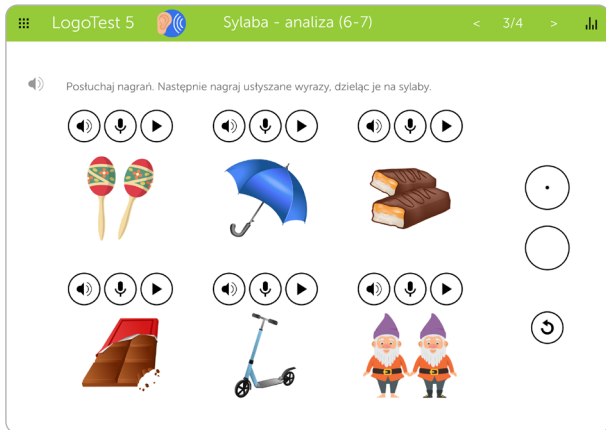 LogoTest 5
Sylaba - analiza (6-7)
< 3/4 >
Posłuchaj nagrań. Następnie nagraj usłyszane wyrazy, dzieląc je na sylaby.